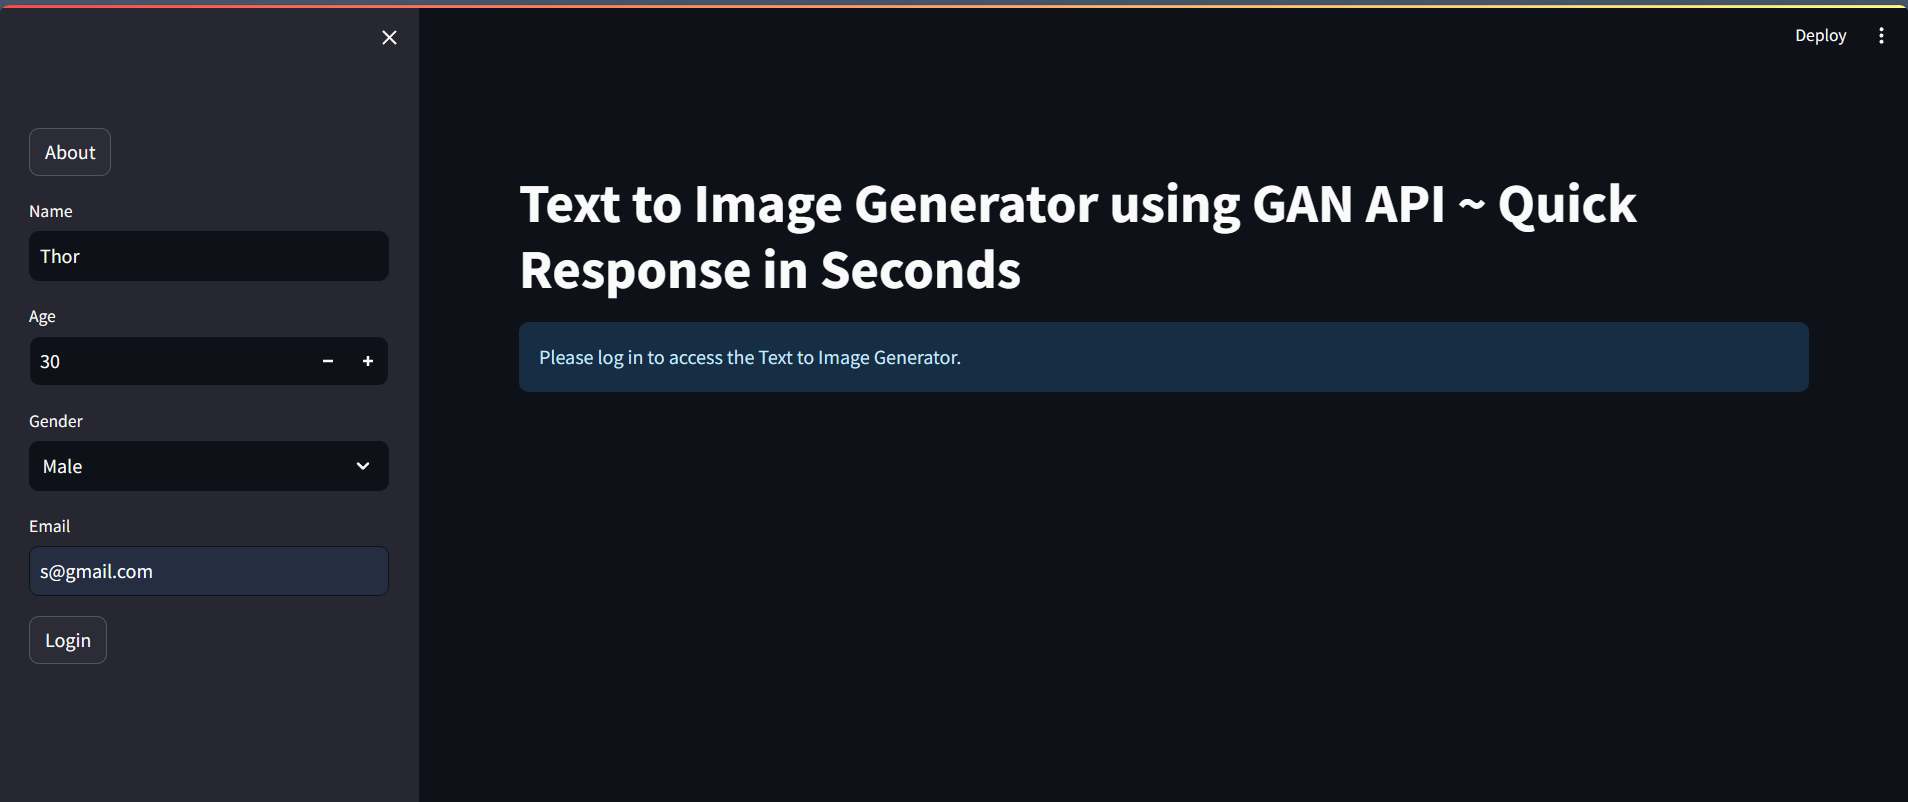 Deploy
About
Name
Thor
Age
30
Gender
Male
Email
s@gmail.com
Login
Text to Image Generator using GAN API ~ Quick
Response in Seconds
Please log in to access the Text to Image Generator.